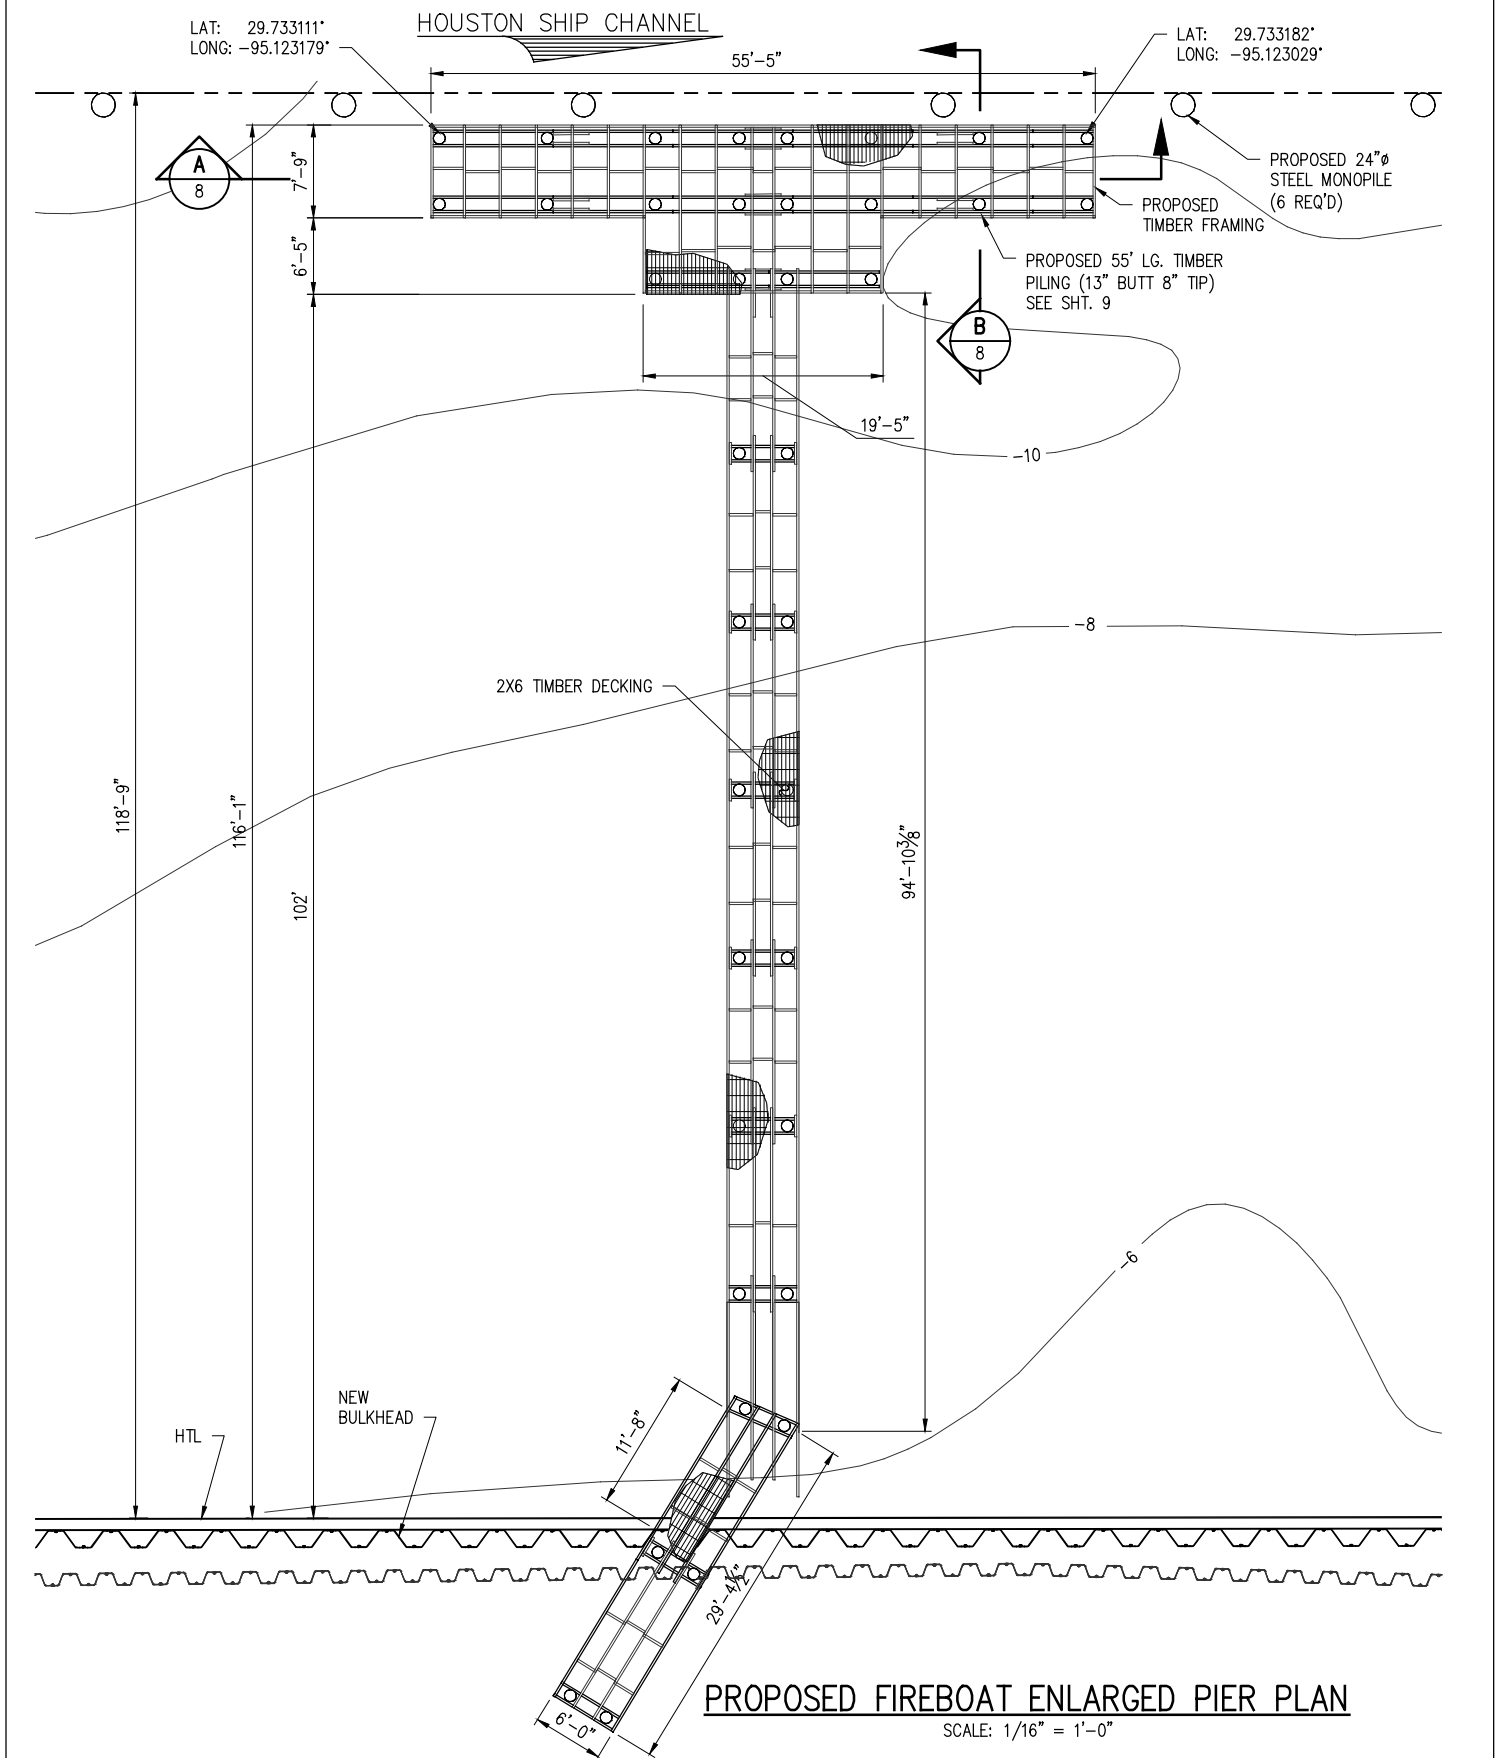 HOUSTON SHIP CHANNEL
LAT: 29.733111°
LONG: -95.123179°
LAT: 29.733182°
LONG: -95.123029°
55'-5"
A
8
7'-9"
6'-5"
PROPOSED 24"ø
STEEL MONOPILE
(6 REQ'D)
PROPOSED
TIMBER FRAMING
PROPOSED 55' LG. TIMBER
PILING (13" BUTT 8" TIP)
SEE SHT. 9
B
8
19'-5"
-10
-8
2X6 TIMBER DECKING
118'-9"
116'-1"
102'
94'-10⅜"
-6
NEW
BULKHEAD
HTL
11'-8"
29'-4½"
6'-0"
PROPOSED FIREBOAT ENLARGED PIER PLAN
SCALE: 1/16" = 1'-0"